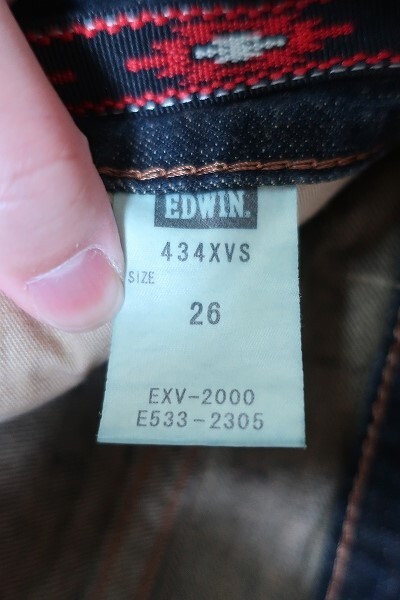 EDWIN.
434XVS
SIZE
26
EXV-2000
E533-2305